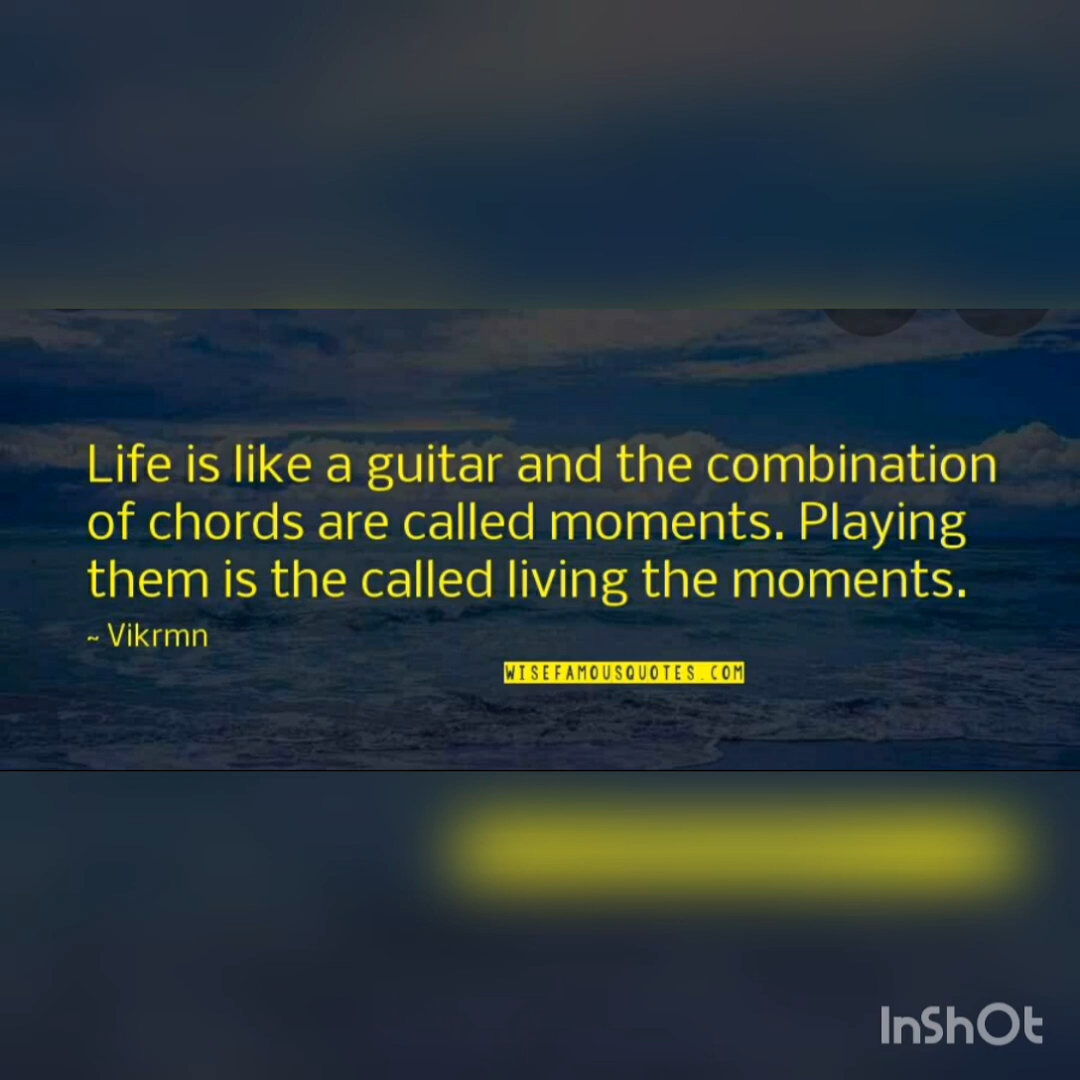 Life is like a guitar and the combination
of chords are called moments. Playing
them is the called living the moments.
~ Vikrmn
WISEFAMOUSQUOTES.COM
InShOt